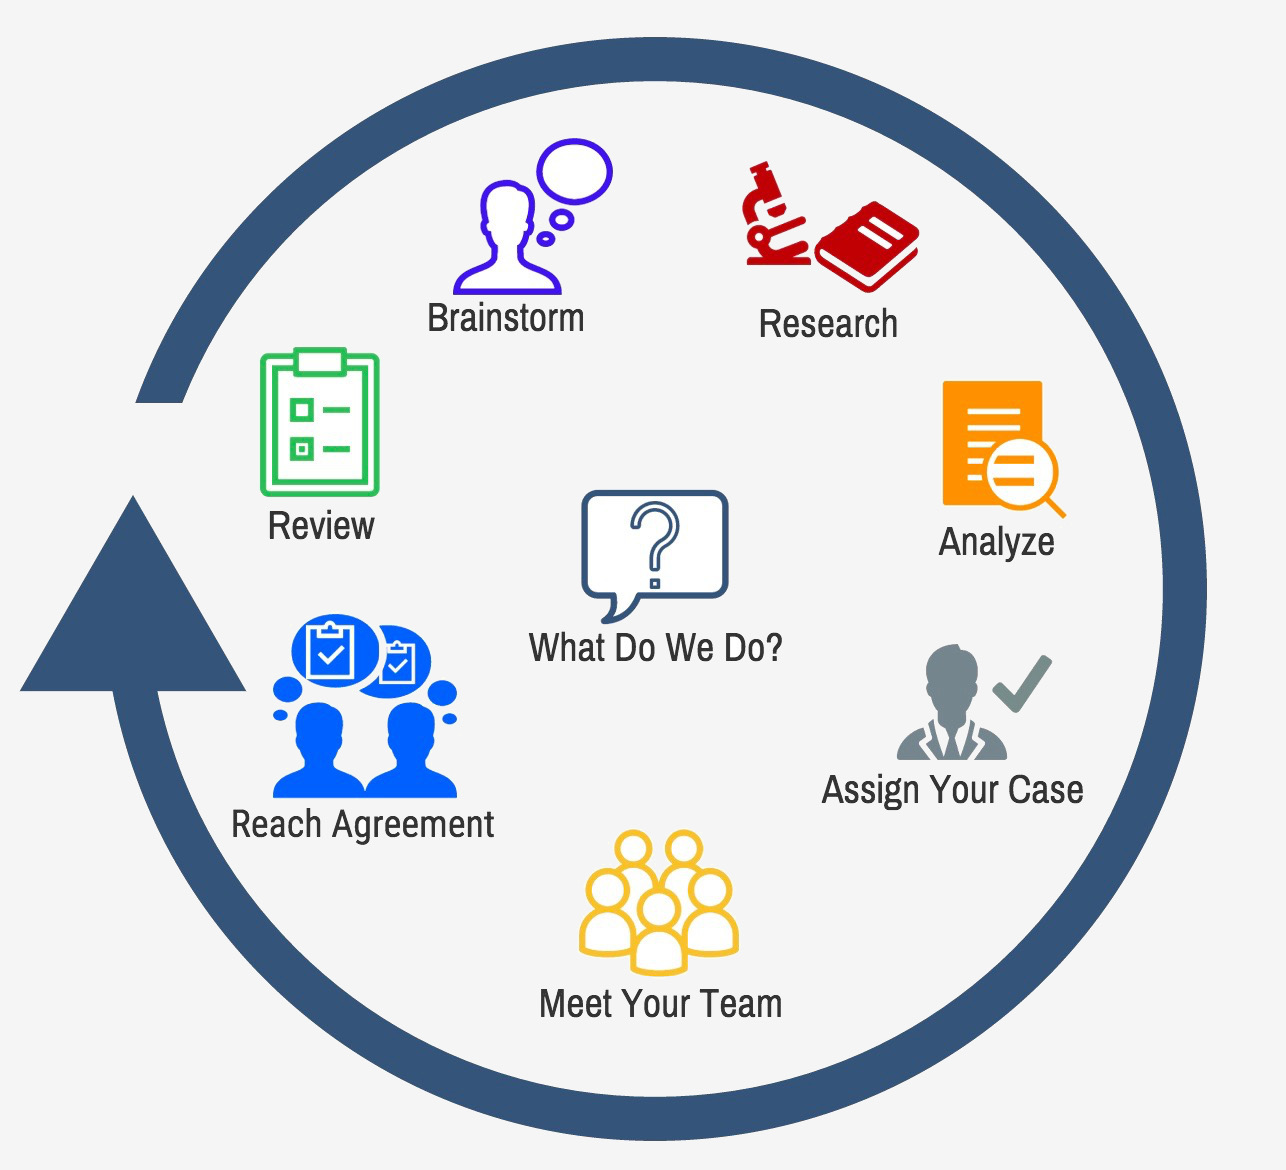 Brainstorm
Research
Review
Analyze
What Do We Do?
Assign Your Case
Reach Agreement
Meet Your Team